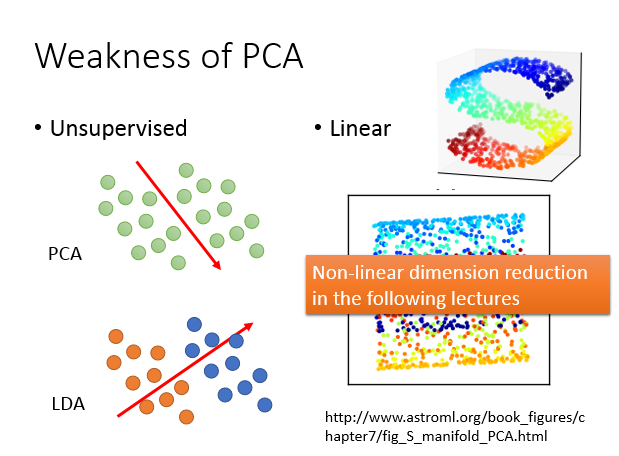 Weakness of PCA
• Unsupervised
• Linear
PCA
LDA
Non-linear dimension reduction
in the following lectures
http://www.astroml.org/book_figures/c
hapter7/fig_S_manifold_PCA.html